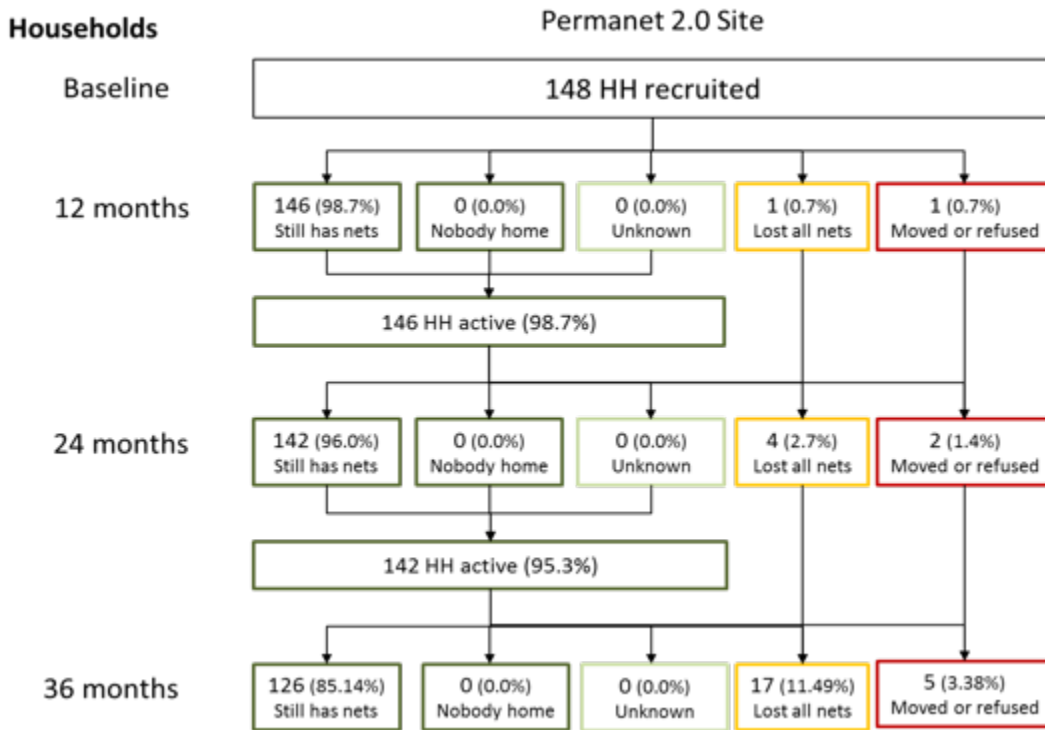 Households
Permanet 2.0 Site
Baseline
148 HH recruited
12 months
146 (98.7%)
Still has nets
0 (0.0%)
Nobody home
0 (0.0%)
Unknown
1 (0.7%)
Lost all nets
1 (0.7%)
Moved or refused
146 HH active (98.7%)
24 months
142 (96.0%)
Still has nets
0 (0.0%)
Nobody home
0 (0.0%)
Unknown
4 (2.7%)
Lost all nets
2 (1.4%)
Moved or refused
142 HH active (95.3%)
36 months
126 (85.14%)
Still has nets
0 (0.0%)
Nobody home
0 (0.0%)
Unknown
17 (11.49%)
Lost all nets
5 (3.38%)
Moved or refused